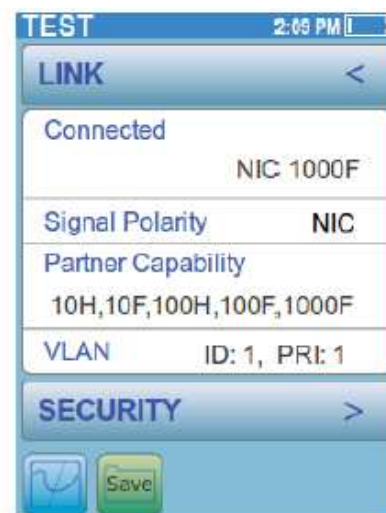 TEST 2:09 PM
LINK <
Connected
NIC 1000F
Signal Polarity NIC
Partner Capability
10H,10F,100H,100F,1000F
VLAN ID: 1, PRI: 1
SECURITY >
Save